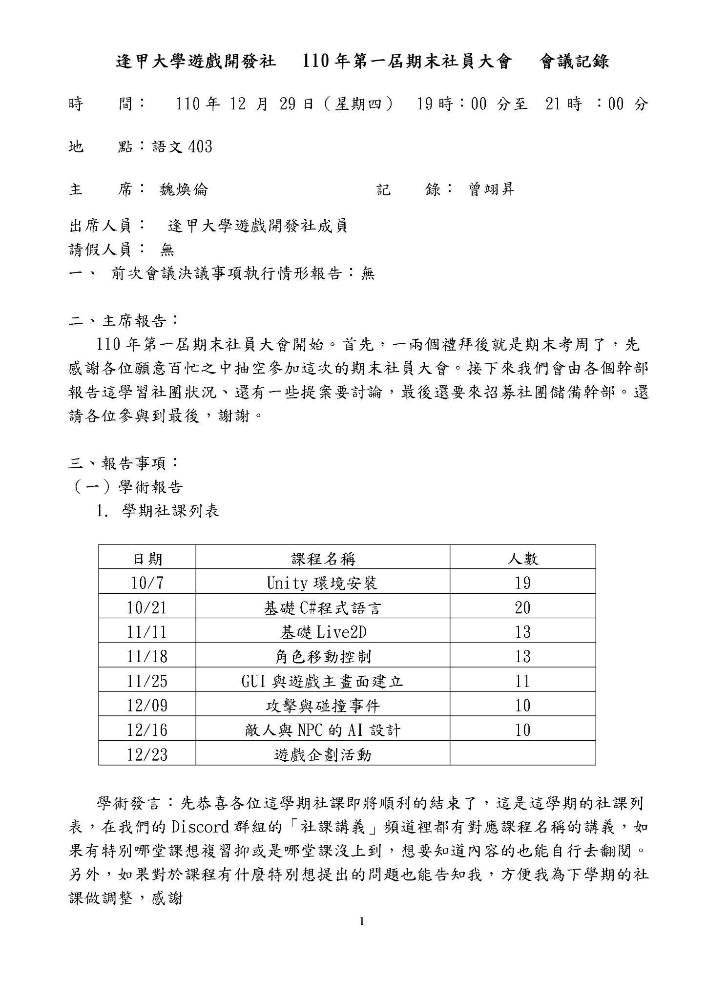 逢甲大學遊戲開發社 110年第一屆期末社員大會 會議記錄
時 間： 110年 12 月 29日（星期四） 19時：00 分至 21時 ：00 分
地 點：語文403
主 席： 魏煥倫 記 錄： 曾翊昇
出席人員： 逢甲大學遊戲開發社成員
請假人員： 無
一、 前次會議決議事項執行情形報告：無
二、主席報告：
110年第一屆期末社員大會開始。首先，一兩個禮拜後就是期末考周了，先
感謝各位願意百忙之中抽空參加這次的期末社員大會。接下來我們會由各個幹部
報告這學習社團狀況、還有一些提案要討論，最後還要來招募社團儲備幹部。還
請各位參與到最後，謝謝。
三、報告事項：
（一）學術報告
1. 學期社課列表
日期 課程名稱 人數
10/7 Unity環境安裝 19
10/21 基礎C#程式語言 20
11/11 基礎Live2D 13
11/18 角色移動控制 13
11/25 GUI與遊戲主畫面建立 11
12/09 攻擊與碰撞事件 10
12/16 敵人與NPC的AI設計 10
12/23 遊戲企劃活動
學術發言：先恭喜各位這學期社課即將順利的結束了，這是這學期的社課列
表，在我們的Discord群組的「社課講義」頻道裡都有對應課程名稱的講義，如
果有特別哪堂課想複習抑或是哪堂課沒上到，想要知道內容的也能自行去翻閱。
另外，如果對於課程有什麼特別想提出的問題也能告知我，方便我為下學期的社
課做調整，感謝
1